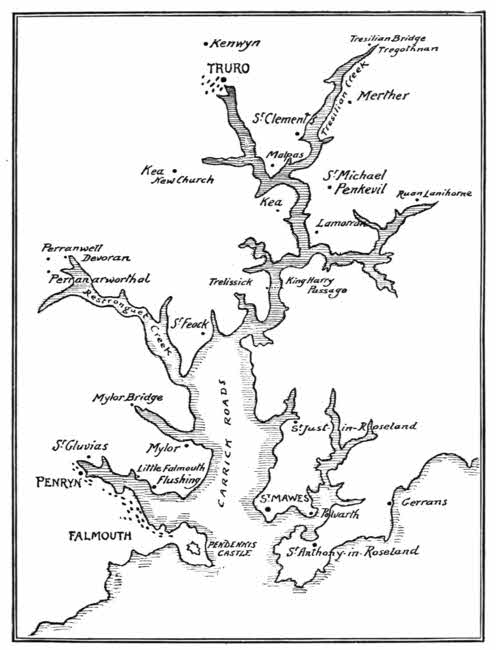 Kenwyn
Tresilian Bridge
Tregothnan
TRURO
Tresilian Creek
Merther
St Clement's
Malpas
Kea
New Church
St Michael
Penkevil
Kea
Ruan Lanihorne
Lamorran
Perranwell
Devoran
Perranarworthal
Trelissick
King Harry
Passage
Restronguet Creek
St Feock
CARRICK ROADS
Mylor Bridge
St Just-in-Roseland
St Gluvias
Mylor
Little Falmouth
Flushing
PENRYN
St MAWES
Gerrans
FALMOUTH
PENDENNIS
CASTLE
St Anthony-in-Roseland